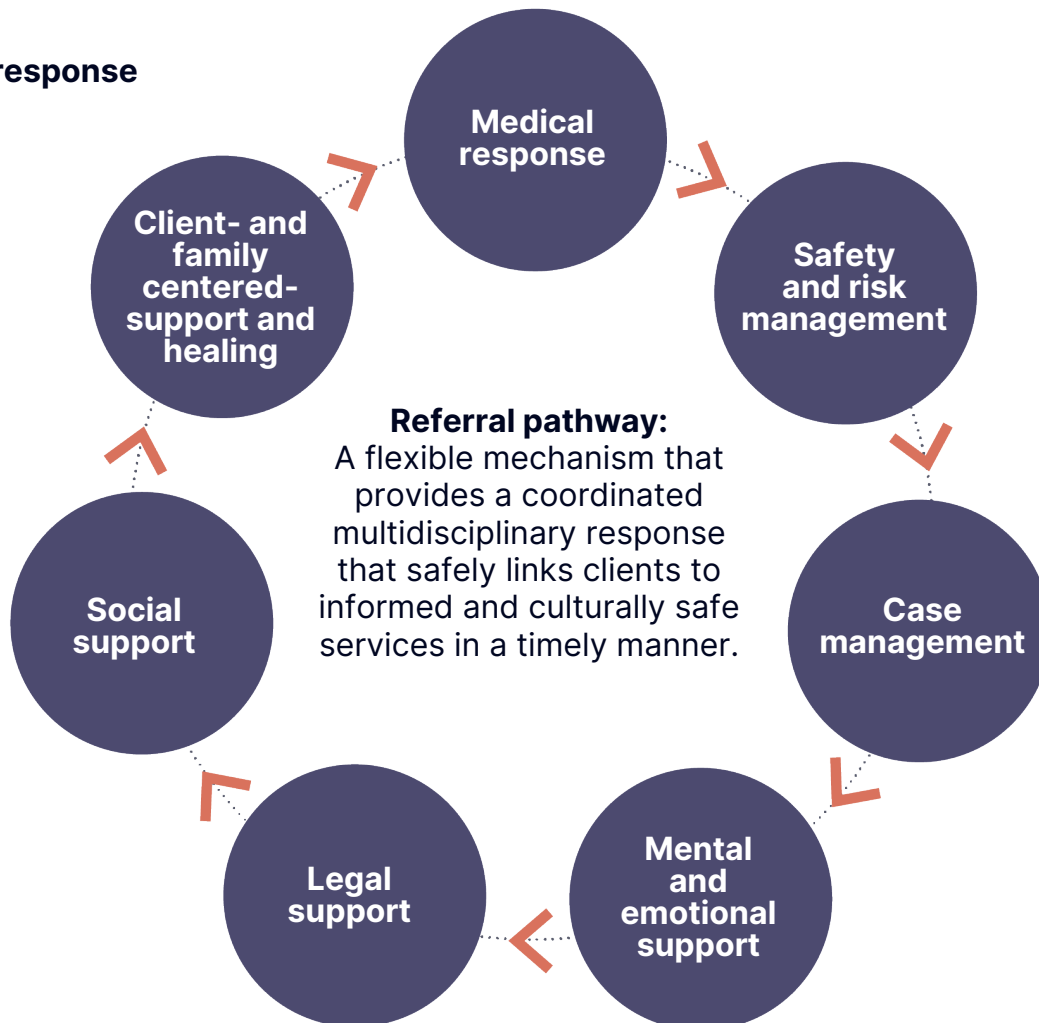 response
Medical
response
Safety
and risk
management
Case
management
Mental
and
emotional
support
Legal
support
Social
support
Client- and
family
centered-
support and
healing
Referral pathway:
A flexible mechanism that
provides a coordinated
multidisciplinary response
that safely links clients to
informed and culturally safe
services in a timely manner.